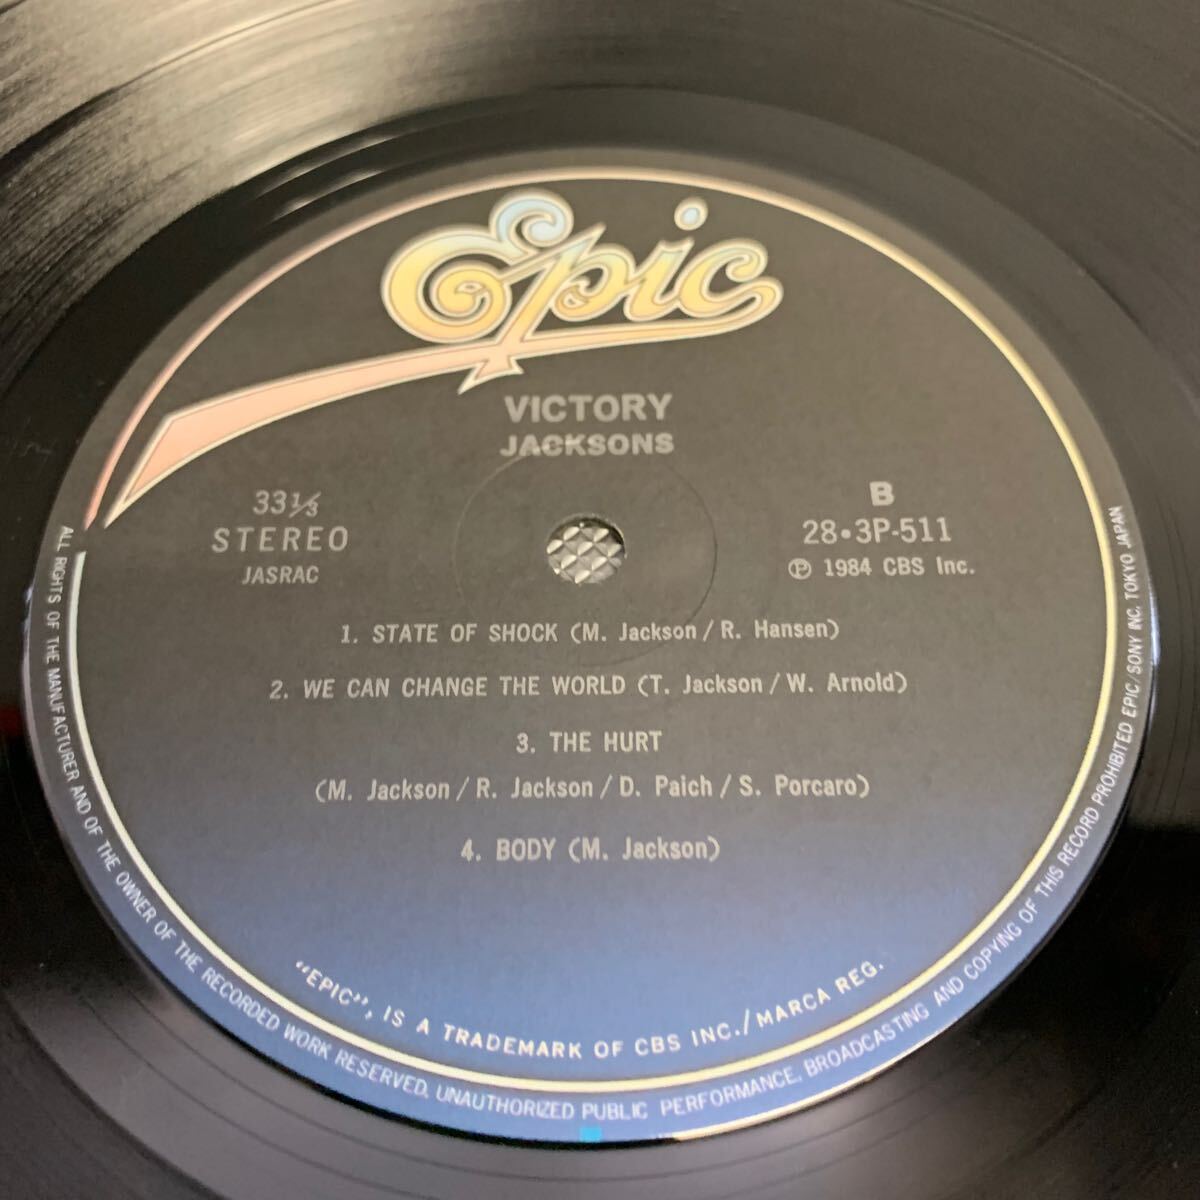 Epic
VICTORY
JACKSONS
33⅓
STEREO
JASRAC
B
28・3P-511
Ⓟ 1984 CBS Inc.
1. STATE OF SHOCK (M. Jackson / R. Hansen)
2. WE CAN CHANGE THE WORLD (T. Jackson / W. Arnold)
3. THE HURT
(M. Jackson / R. Jackson / D. Paich / S. Porcaro)
4. BODY (M. Jackson)
"EPIC", IS A TRADEMARK OF CBS INC./MARCA REG.
ALL RIGHTS OF THE MANUFACTURER AND OF THE OWNER OF THE RECORDED WORK RESERVED. UNAUTHORIZED PUBLIC PERFORMANCE, BROADCASTING AND COPYING OF THIS RECORD PROHIBITED EPIC/SONY INC. TOKYO JAPAN